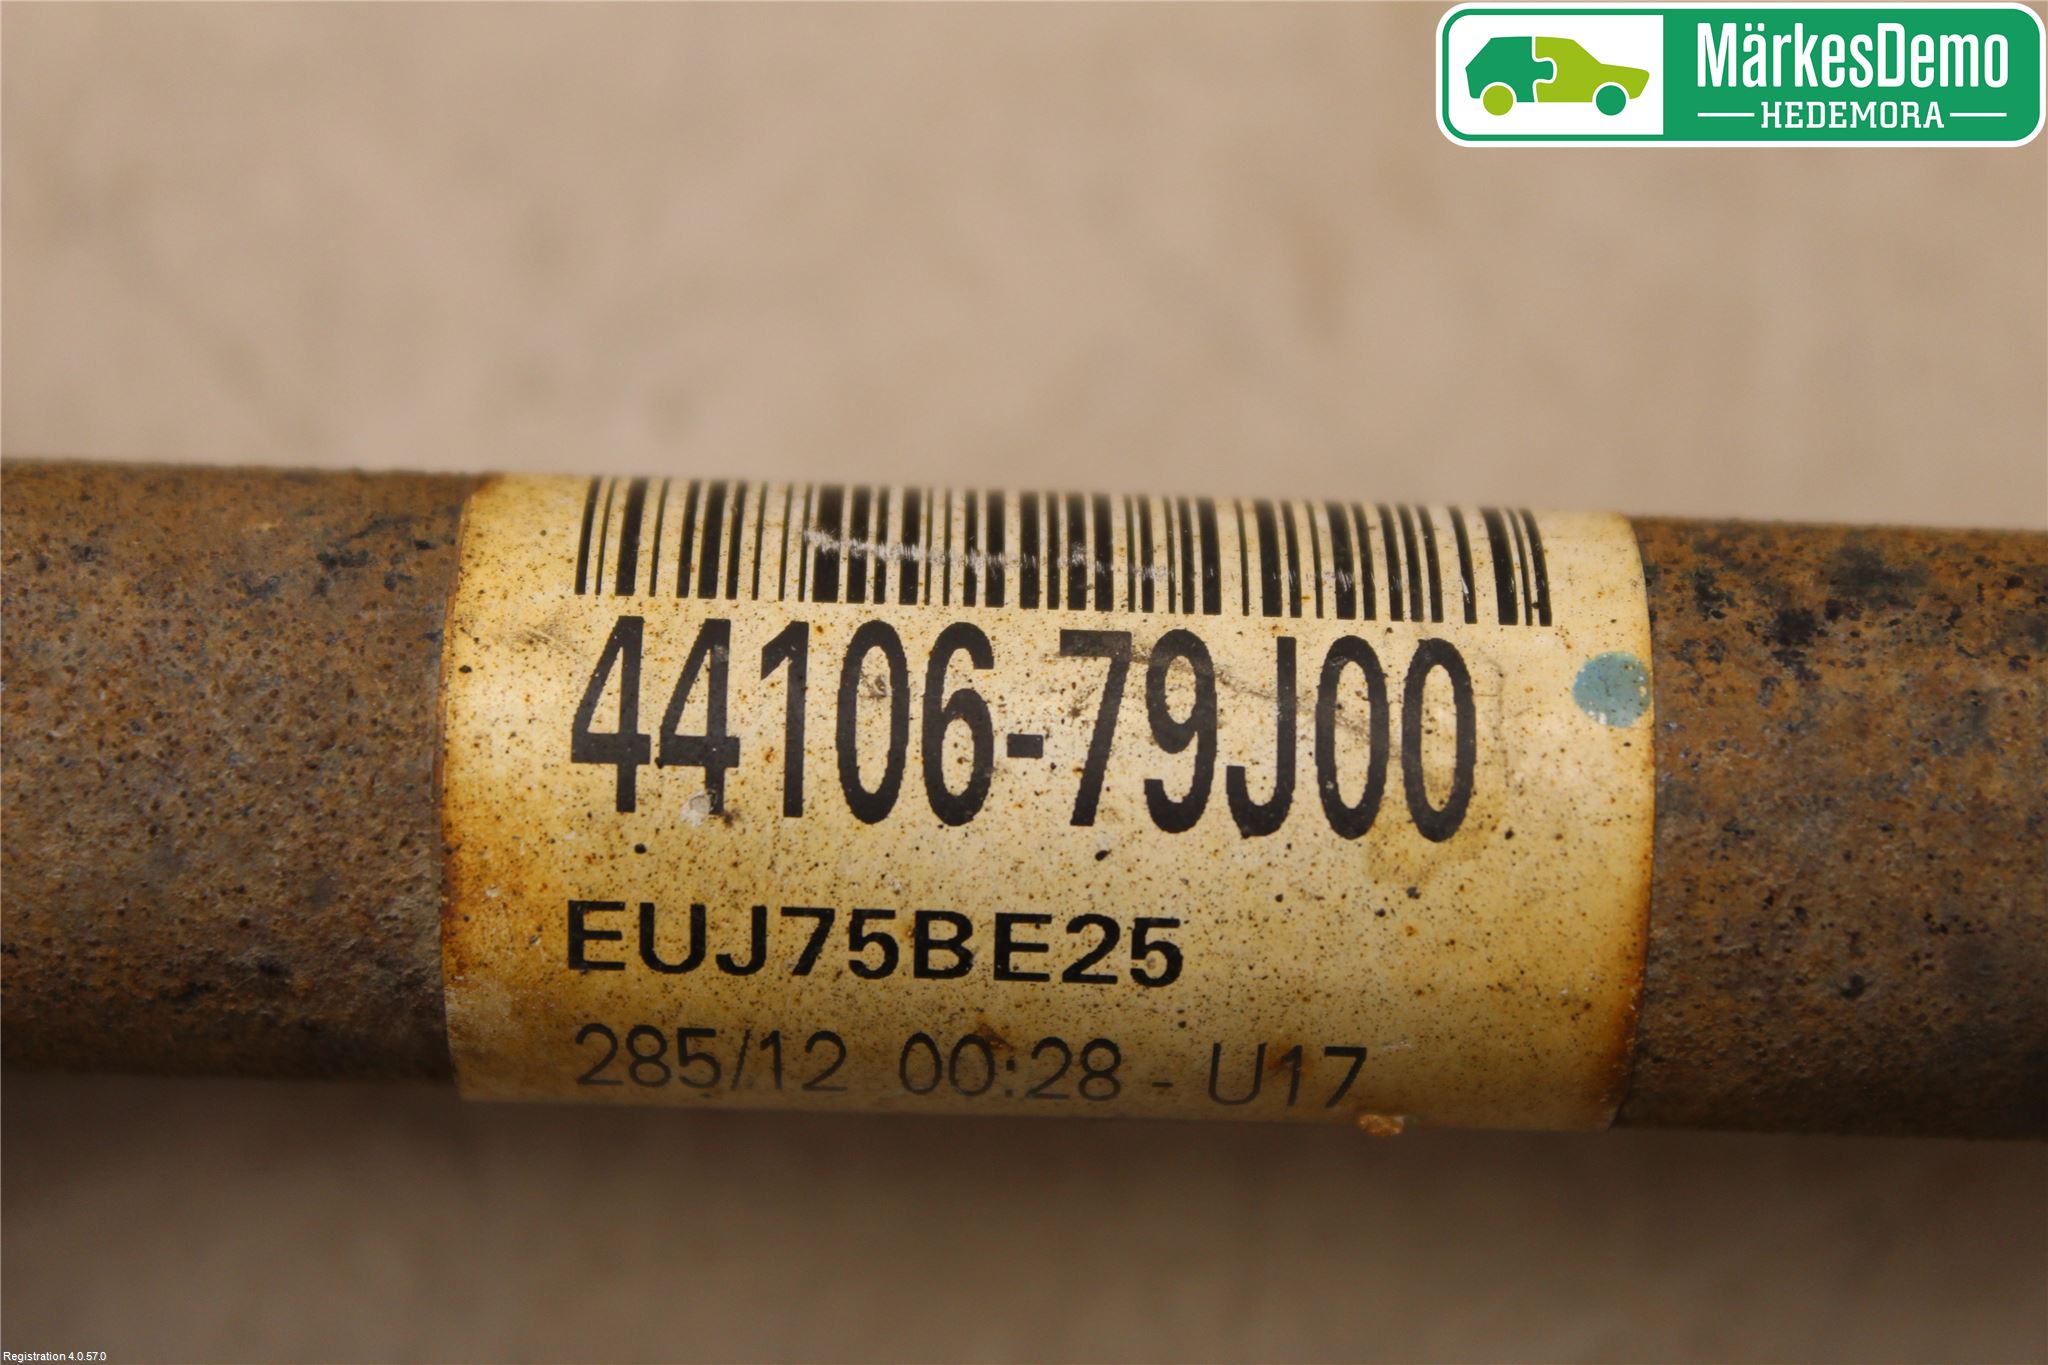 MärkesDemo
HEDEMORA
44106-79J00
EUJ75BE25
285/12 00:28 - U17
Registration 4.0.57.0